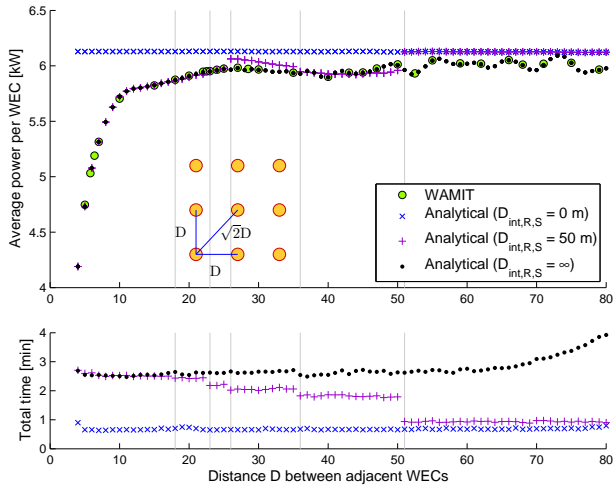 6.5
6
5.5
5
4.5
4
Average power per WEC [kW]
D
√2D
D
WAMIT
Analytical (D_int,R,S = 0 m)
Analytical (D_int,R,S = 50 m)
Analytical (D_int,R,S = ∞)
0 10 20 30 40 50 60 70 80
4
3
2
1
0
Total time [min]
0 10 20 30 40 50 60 70 80
Distance D between adjacent WECs